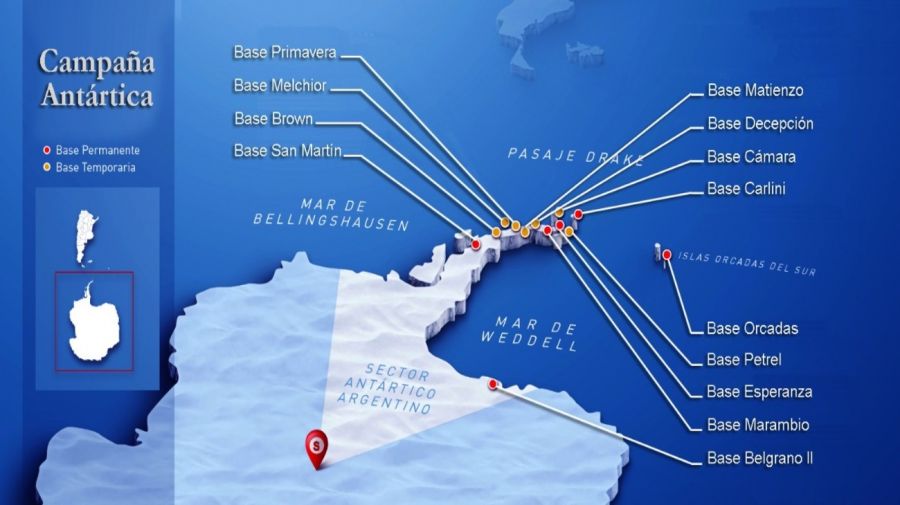 Campaña
Antártica
Base Permanente
Base Temporaria
Base Primavera
Base Melchior
Base Brown
Base San Martín
PASAJE DRAKE
Base Matienzo
Base Decepción
Base Cámara
Base Carlini
MAR DE
BELLINGSHAUSEN
ISLAS ORCADAS DEL SUR
MAR DE
WEDDELL
SECTOR
ANTÁRTICO
ARGENTINO
S
Base Orcadas
Base Petrel
Base Esperanza
Base Marambio
Base Belgrano II